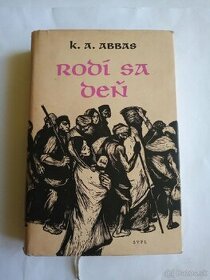 K. A. ABBAS
RODÍ SA
DEŇ
SVPL